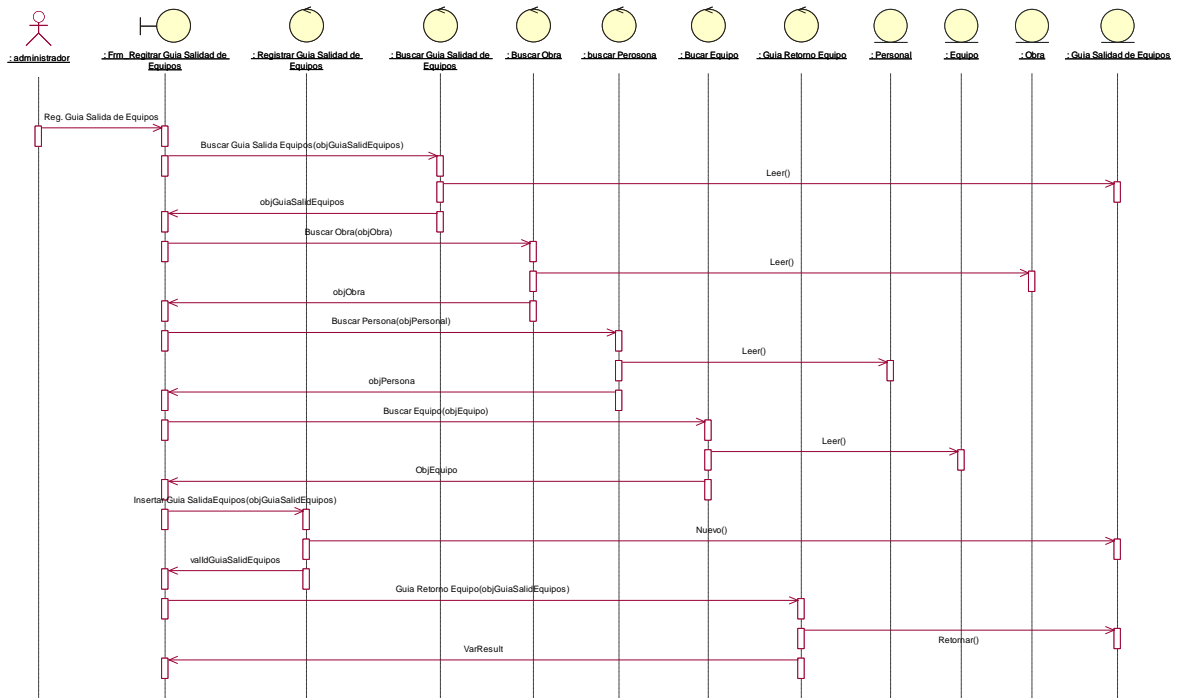 : administrador
: Frm_Regitrar Guia Salidad de
Equipos
: Registrar Guia Salidad de
Equipos
: Buscar Guia Salidad de
Equipos
: Buscar Obra
: buscar Perosona
: Bucar Equipo
: Guia Retorno Equipo
: Personal
: Equipo
: Obra
: Guia Salidad de Equipos
Reg. Guia Salida de Equipos
Buscar Guia Salida Equipos(objGuiaSalidEquipos)
Leer()
objGuiaSalidEquipos
Buscar Obra(objObra)
Leer()
objObra
Buscar Persona(objPersonal)
Leer()
objPersona
Buscar Equipo(objEquipo)
Leer()
ObjEquipo
Insertar Guia SalidaEquipos(objGuiaSalidEquipos)
Nuevo()
valIdGuiaSalidEquipos
Guia Retorno Equipo(objGuiaSalidEquipos)
Retornar()
VarResult